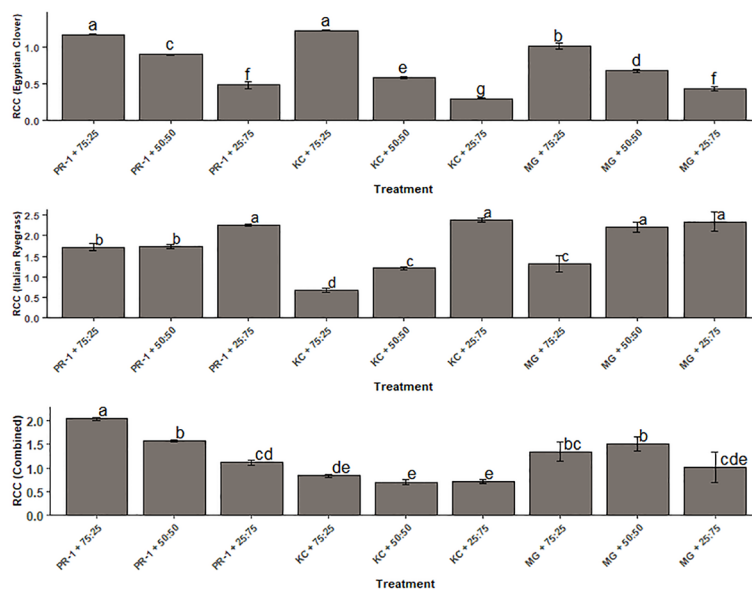 RCC (Egyptian Clover)
1.0
0.5
0.0
a
c
f
a
e
g
b
d
f
PR-1 + 75:25
PR-1 + 50:50
PR-1 + 25:75
KC + 75:25
KC + 50:50
KC + 25:75
MG + 75:25
MG + 50:50
MG + 25:75
Treatment
RCC (Italian Ryegrass)
2.5
2.0
1.5
1.0
0.5
0.0
b
b
a
d
c
a
c
a
a
PR-1 + 75:25
PR-1 + 50:50
PR-1 + 25:75
KC + 75:25
KC + 50:50
KC + 25:75
MG + 75:25
MG + 50:50
MG + 25:75
Treatment
RCC (Combined)
2.0
1.5
1.0
0.5
0.0
a
b
cd
de
e
e
bc
b
cde
PR-1 + 75:25
PR-1 + 50:50
PR-1 + 25:75
KC + 75:25
KC + 50:50
KC + 25:75
MG + 75:25
MG + 50:50
MG + 25:75
Treatment